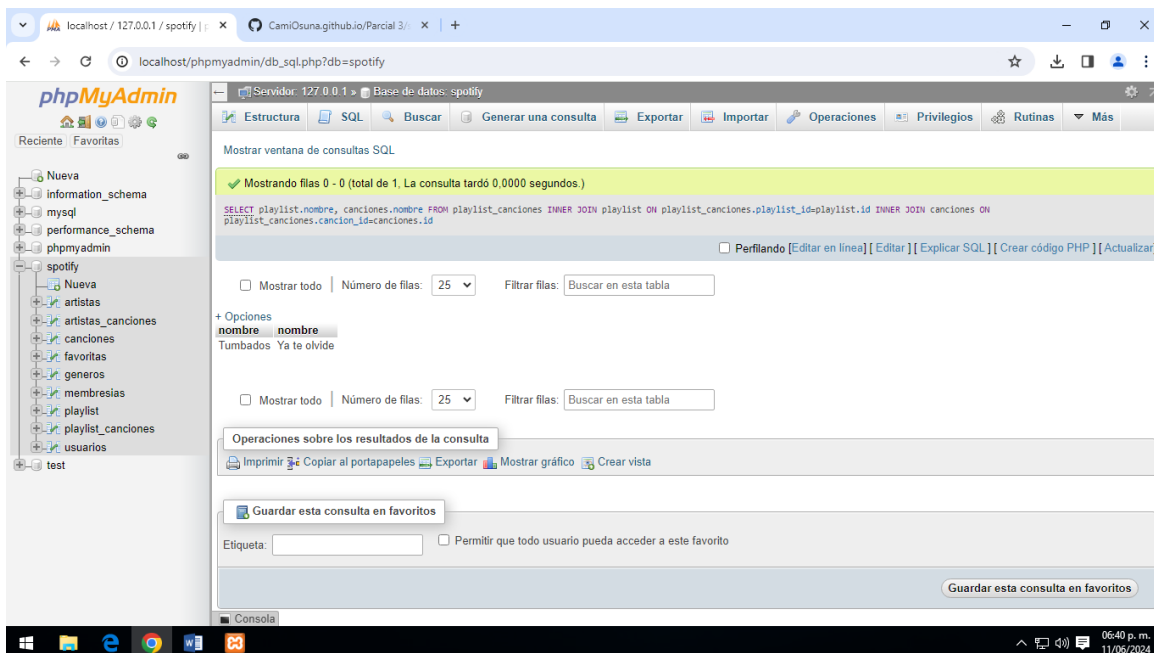 localhost / 127.0.0.1 / spotify | p
CamiOsuna.github.io/Parcial 3/
localhost/phpmyadmin/db_sql.php?db=spotify
phpMyAdmin
Reciente Favoritas
Nueva
information_schema
mysql
performance_schema
phpmyadmin
spotify
Nueva
artistas
artistas_canciones
canciones
favoritas
generos
membresias
playlist
playlist_canciones
usuarios
test
Servidor: 127.0.0.1 » Base de datos: spotify
Estructura SQL Buscar Generar una consulta Exportar Importar Operaciones Privilegios Rutinas Más
Mostrar ventana de consultas SQL
Mostrando filas 0 - 0 (total de 1, La consulta tardó 0,0000 segundos.)
SELECT playlist.nombre, canciones.nombre FROM playlist_canciones INNER JOIN playlist ON playlist_canciones.playlist_id=playlist.id INNER JOIN canciones ON
playlist_canciones.cancion_id=canciones.id
Perfilando [Editar en línea] [ Editar ] [ Explicar SQL ] [ Crear código PHP ] [ Actualizar]
Mostrar todo | Número de filas: 25 Filtrar filas: Buscar en esta tabla
+ Opciones
nombre nombre
Tumbados Ya te olvide
Mostrar todo | Número de filas: 25 Filtrar filas: Buscar en esta tabla
Operaciones sobre los resultados de la consulta
Imprimir Copiar al portapapeles Exportar Mostrar gráfico Crear vista
Guardar esta consulta en favoritos
Etiqueta: Permitir que todo usuario pueda acceder a este favorito
Guardar esta consulta en favoritos
Consola
06:40 p. m.
11/06/2024